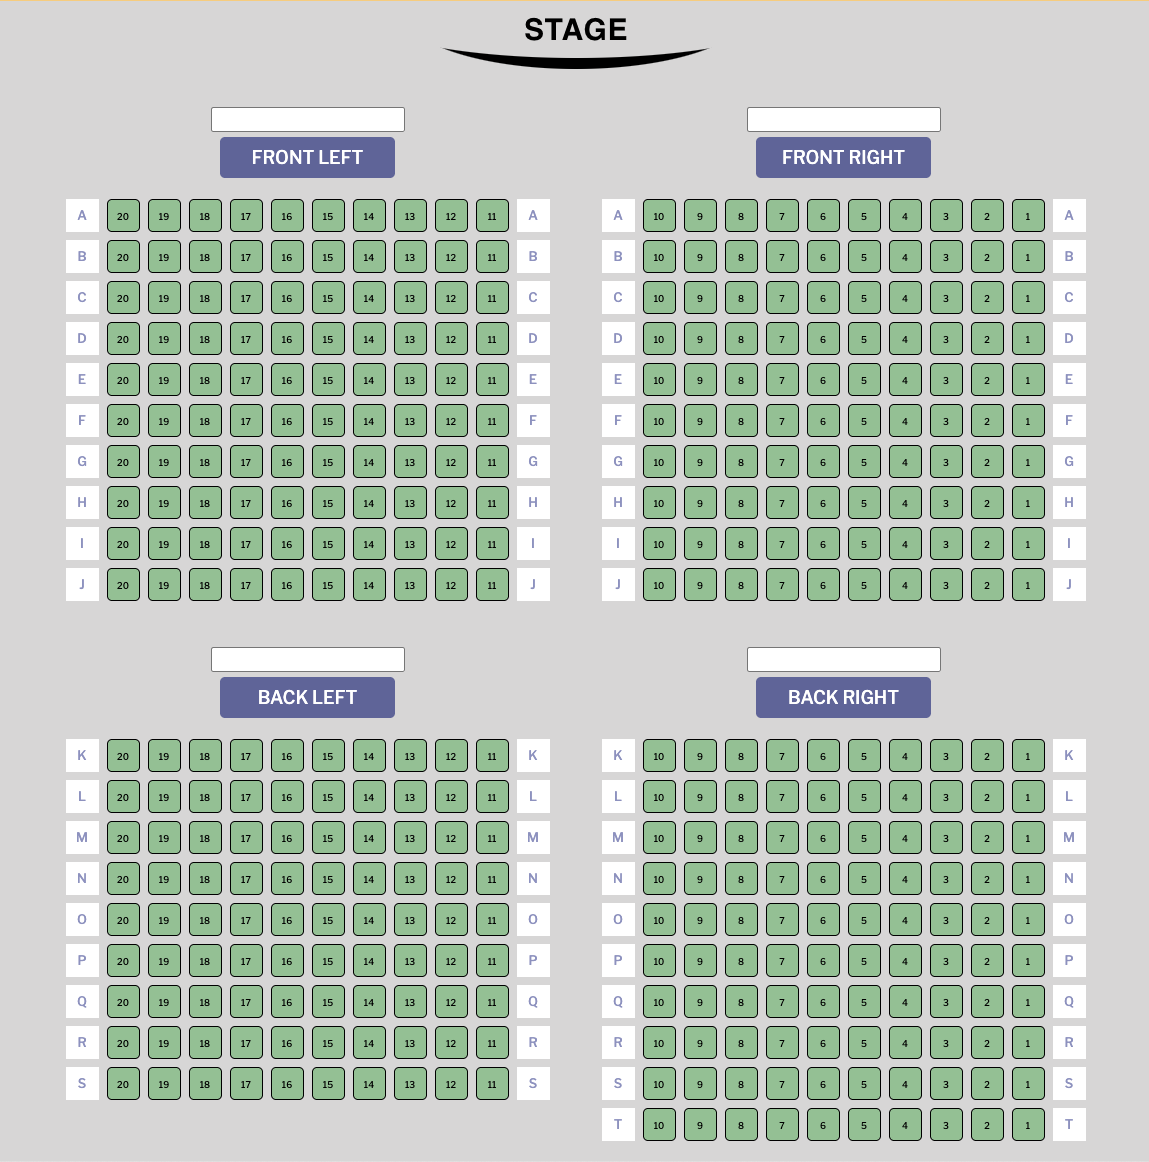 STAGE
FRONT LEFT
FRONT RIGHT
A 20 19 18 17 16 15 14 13 12 11 A
A 10 9 8 7 6 5 4 3 2 1 A
B 20 19 18 17 16 15 14 13 12 11 B
B 10 9 8 7 6 5 4 3 2 1 B
C 20 19 18 17 16 15 14 13 12 11 C
C 10 9 8 7 6 5 4 3 2 1 C
D 20 19 18 17 16 15 14 13 12 11 D
D 10 9 8 7 6 5 4 3 2 1 D
E 20 19 18 17 16 15 14 13 12 11 E
E 10 9 8 7 6 5 4 3 2 1 E
F 20 19 18 17 16 15 14 13 12 11 F
F 10 9 8 7 6 5 4 3 2 1 F
G 20 19 18 17 16 15 14 13 12 11 G
G 10 9 8 7 6 5 4 3 2 1 G
H 20 19 18 17 16 15 14 13 12 11 H
H 10 9 8 7 6 5 4 3 2 1 H
I 20 19 18 17 16 15 14 13 12 11 I
I 10 9 8 7 6 5 4 3 2 1 I
J 20 19 18 17 16 15 14 13 12 11 J
J 10 9 8 7 6 5 4 3 2 1 J
BACK LEFT
BACK RIGHT
K 20 19 18 17 16 15 14 13 12 11 K
K 10 9 8 7 6 5 4 3 2 1 K
L 20 19 18 17 16 15 14 13 12 11 L
L 10 9 8 7 6 5 4 3 2 1 L
M 20 19 18 17 16 15 14 13 12 11 M
M 10 9 8 7 6 5 4 3 2 1 M
N 20 19 18 17 16 15 14 13 12 11 N
N 10 9 8 7 6 5 4 3 2 1 N
O 20 19 18 17 16 15 14 13 12 11 O
O 10 9 8 7 6 5 4 3 2 1 O
P 20 19 18 17 16 15 14 13 12 11 P
P 10 9 8 7 6 5 4 3 2 1 P
Q 20 19 18 17 16 15 14 13 12 11 Q
Q 10 9 8 7 6 5 4 3 2 1 Q
R 20 19 18 17 16 15 14 13 12 11 R
R 10 9 8 7 6 5 4 3 2 1 R
S 20 19 18 17 16 15 14 13 12 11 S
S 10 9 8 7 6 5 4 3 2 1 S
T 10 9 8 7 6 5 4 3 2 1 T